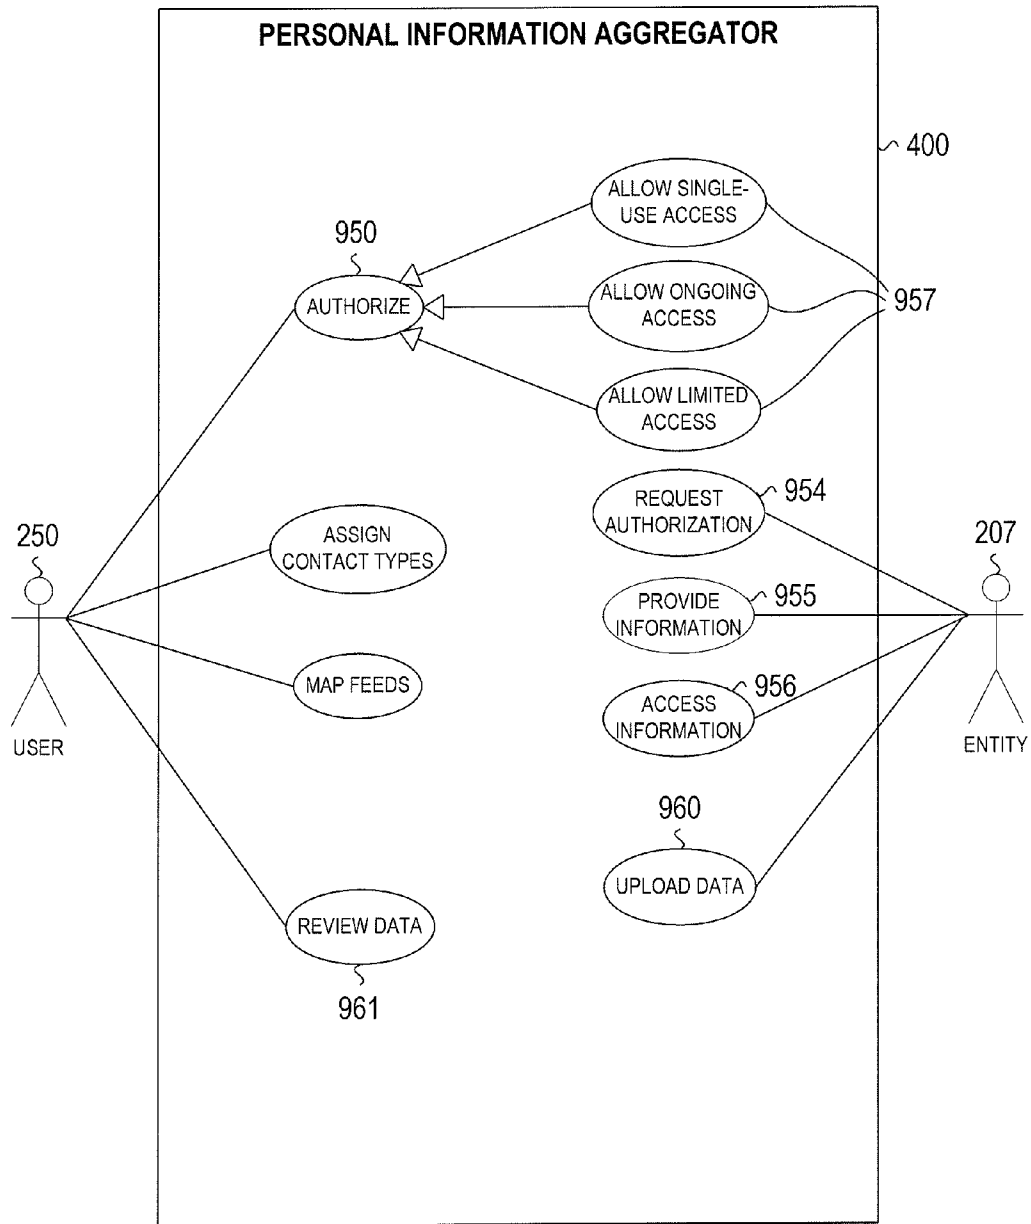 PERSONAL INFORMATION AGGREGATOR
400
ALLOW SINGLE-
USE ACCESS
950
AUTHORIZE
ALLOW ONGOING
ACCESS
957
ALLOW LIMITED
ACCESS
REQUEST
AUTHORIZATION
954
250
ASSIGN
CONTACT TYPES
207
PROVIDE
INFORMATION
955
MAP FEEDS
ACCESS
INFORMATION
956
USER
ENTITY
960
UPLOAD DATA
REVIEW DATA
961